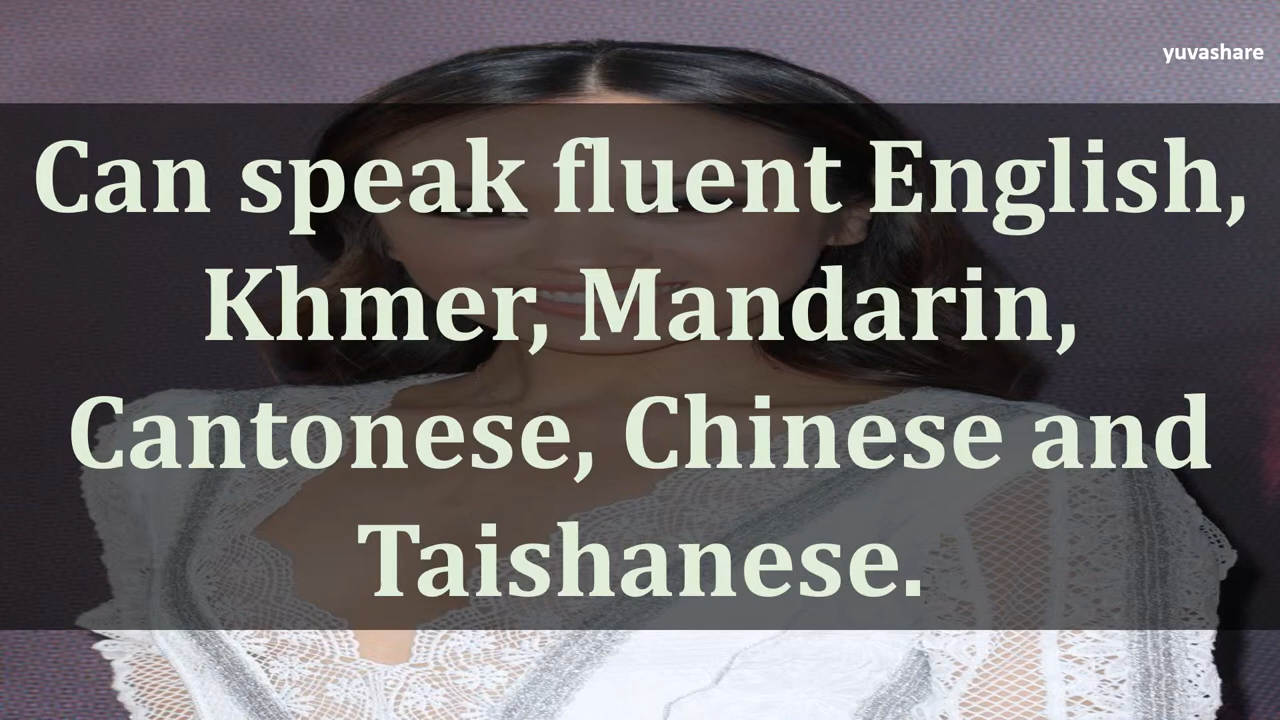 yuvashare
Can speak fluent English,
Khmer, Mandarin,
Cantonese, Chinese and
Taishanese.